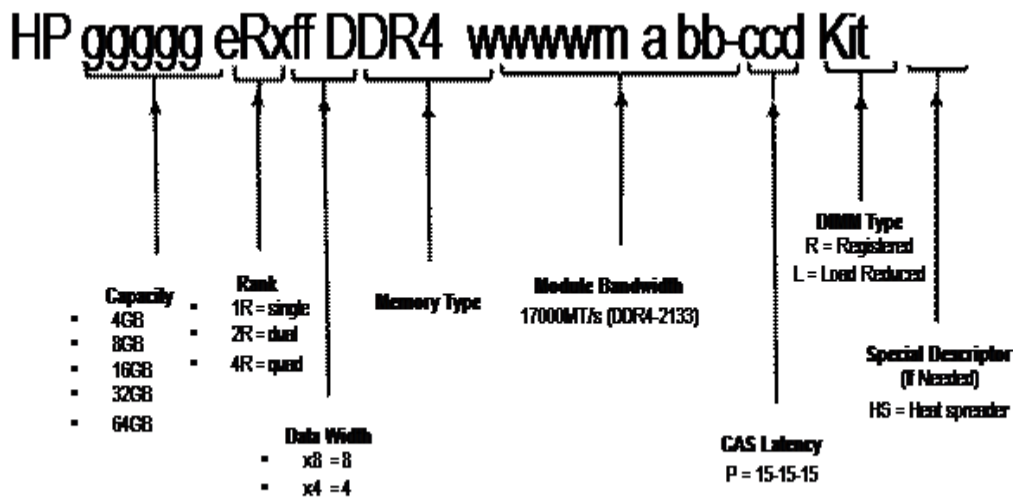 HP ggggg eRxff DDR4 wwwwm a bb-ccd Kit
Capacity
▪ 4GB
▪ 8GB
▪ 16GB
▪ 32GB
▪ 64GB
Rank
▪ 1R = single
▪ 2R = dual
▪ 4R = quad
Data Width
▪ x8 = 8
▪ x4 = 4
Memory Type
Module Bandwidth
17000MT/s (DDR4-2133)
CAS Latency
P = 15-15-15
DIMM Type
R = Registered
L = Load Reduced
Special Descriptor
(If Needed)
HS = Heat spreader